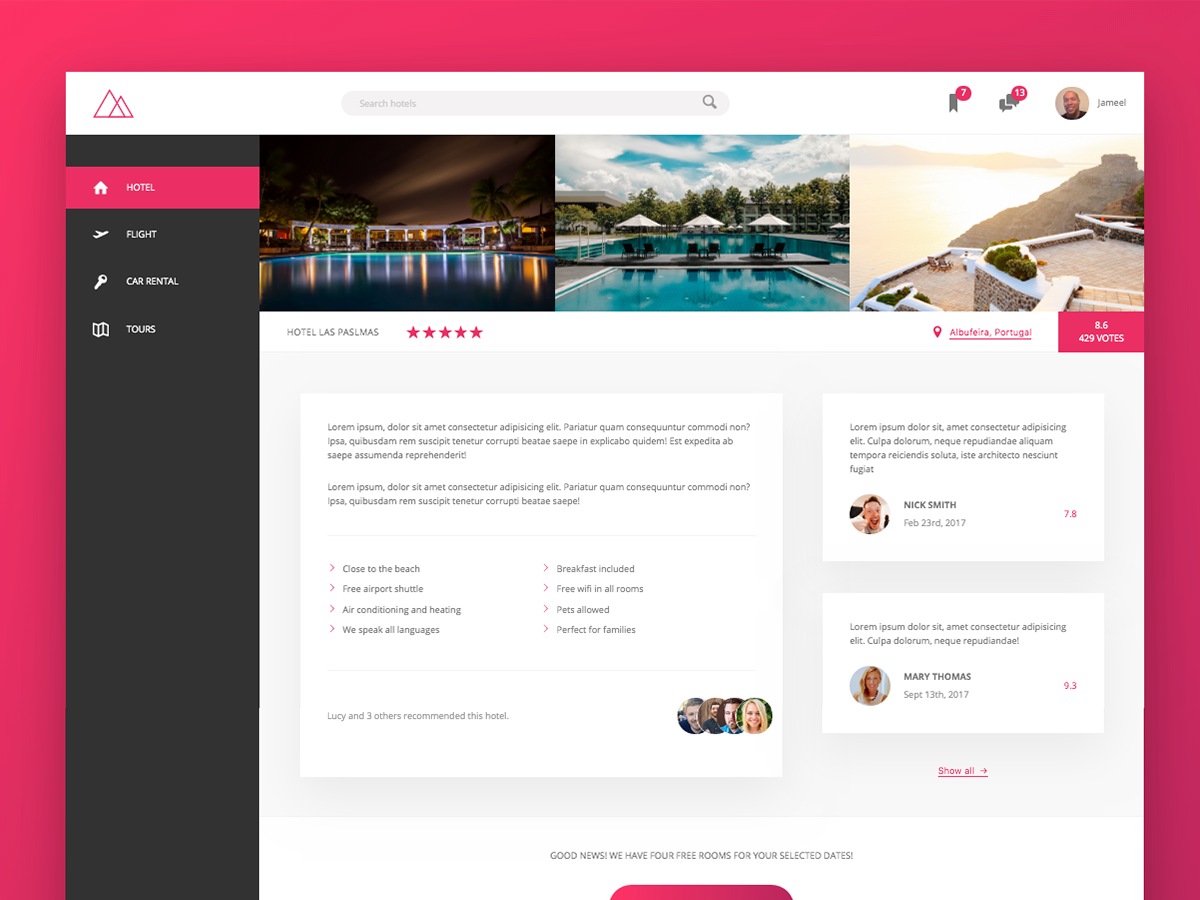 Search hotels
7
13
Jameel
HOTEL
FLIGHT
CAR RENTAL
TOURS
HOTEL LAS PASLMAS
Albufeira, Portugal
8.6
429 VOTES
Lorem ipsum, dolor sit amet consectetur adipisicing elit. Pariatur quam consequuntur commodi non?
Ipsa, quibusdam rem suscipit tenetur corrupti beatae saepe in explicabo quidem! Est expedita ab
saepe assumenda reprehenderit!
Lorem ipsum, dolor sit amet consectetur adipisicing elit. Pariatur quam consequuntur commodi non?
Ipsa, quibusdam rem suscipit tenetur corrupti beatae saepe!
Close to the beach
Free airport shuttle
Air conditioning and heating
We speak all languages
Breakfast included
Free wifi in all rooms
Pets allowed
Perfect for families
Lucy and 3 others recommended this hotel.
Lorem ipsum dolor sit, amet consectetur adipisicing
elit. Culpa dolorum, neque repudiandae aliquam
tempora reiciendis soluta, iste architecto nesciunt
fugiat
NICK SMITH
Feb 23rd, 2017
7.8
Lorem ipsum dolor sit, amet consectetur adipisicing
elit. Culpa dolorum, neque repudiandae!
MARY THOMAS
Sept 13th, 2017
9.3
Show all →
GOOD NEWS! WE HAVE FOUR FREE ROOMS FOR YOUR SELECTED DATES!